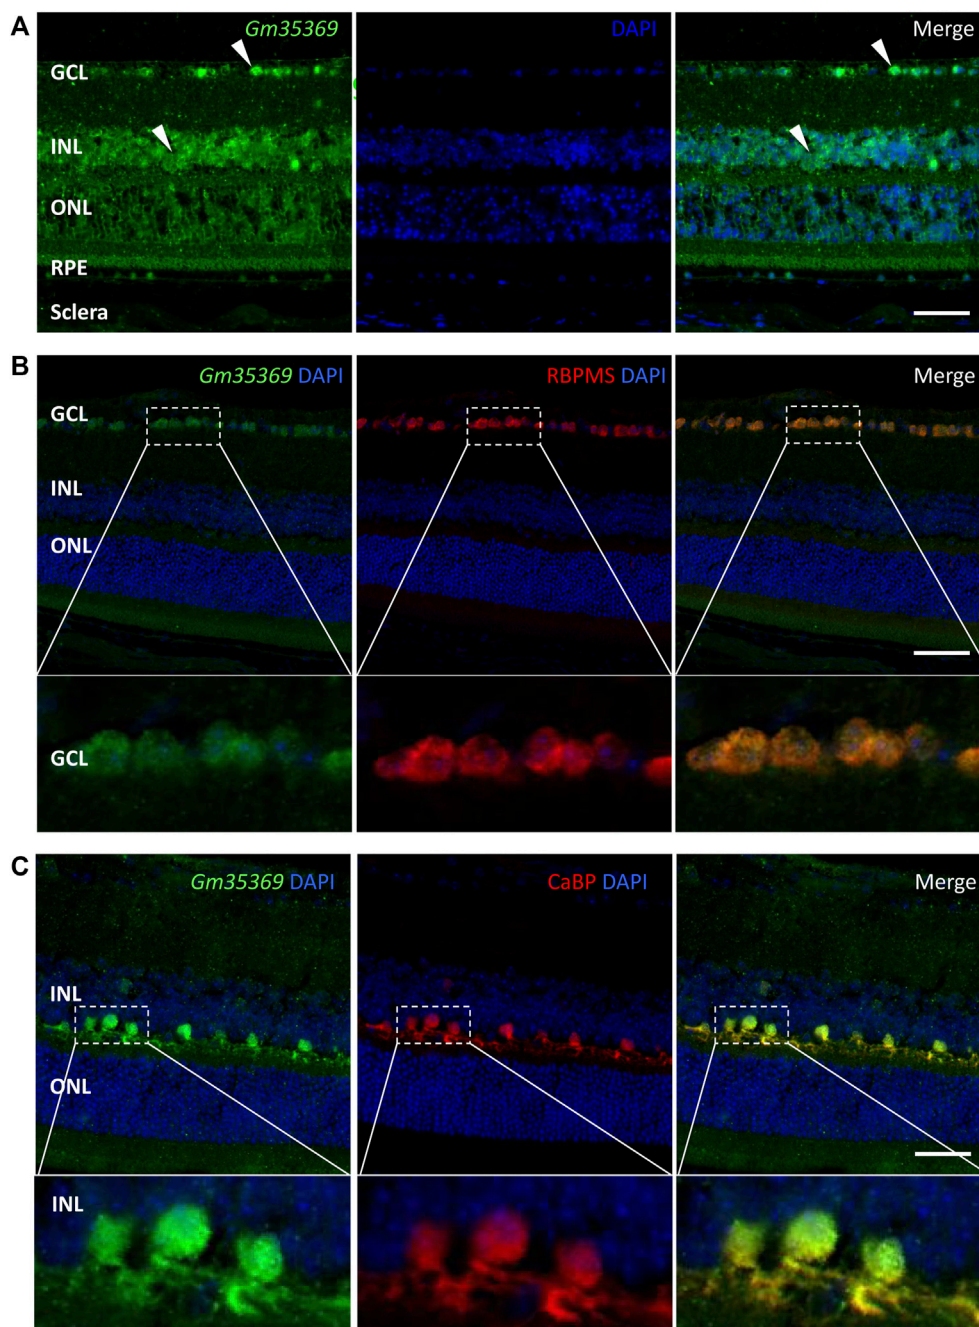 A
Gm35369
DAPI
Merge
GCL
INL
ONL
RPE
Sclera
B
Gm35369 DAPI
RBPMS DAPI
Merge
GCL
INL
ONL
GCL
C
Gm35369 DAPI
CaBP DAPI
Merge
INL
ONL
INL